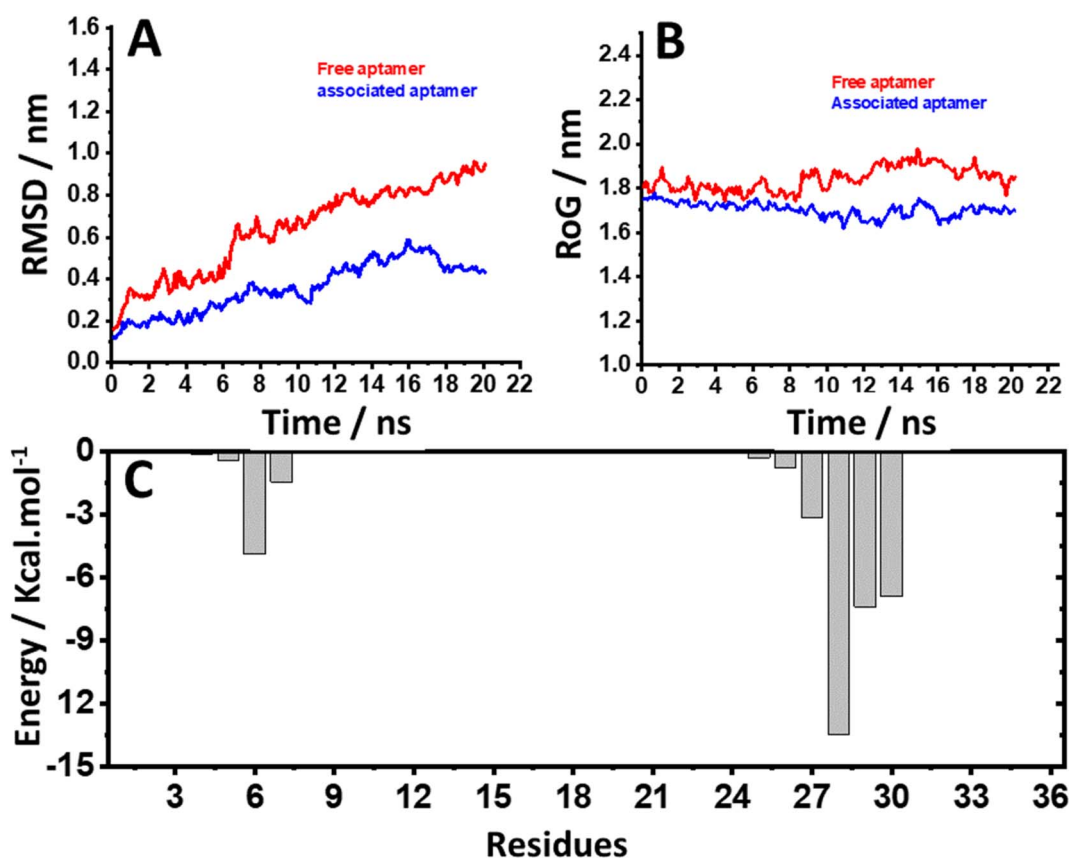 A
Free aptamer
associated aptamer
RMSD / nm
1.6
1.4
1.2
1.0
0.8
0.6
0.4
0.2
0.0
0 2 4 6 8 10 12 14 16 18 20 22
Time / ns
B
Free aptamer
Associated aptamer
RoG / nm
2.4
2.2
2.0
1.8
1.6
1.4
1.2
1.0
0 2 4 6 8 10 12 14 16 18 20 22
Time / ns
C
Energy / Kcal.mol⁻¹
0
-3
-6
-9
12
-15
3 6 9 12 15 18 21 24 27 30 33 36
Residues